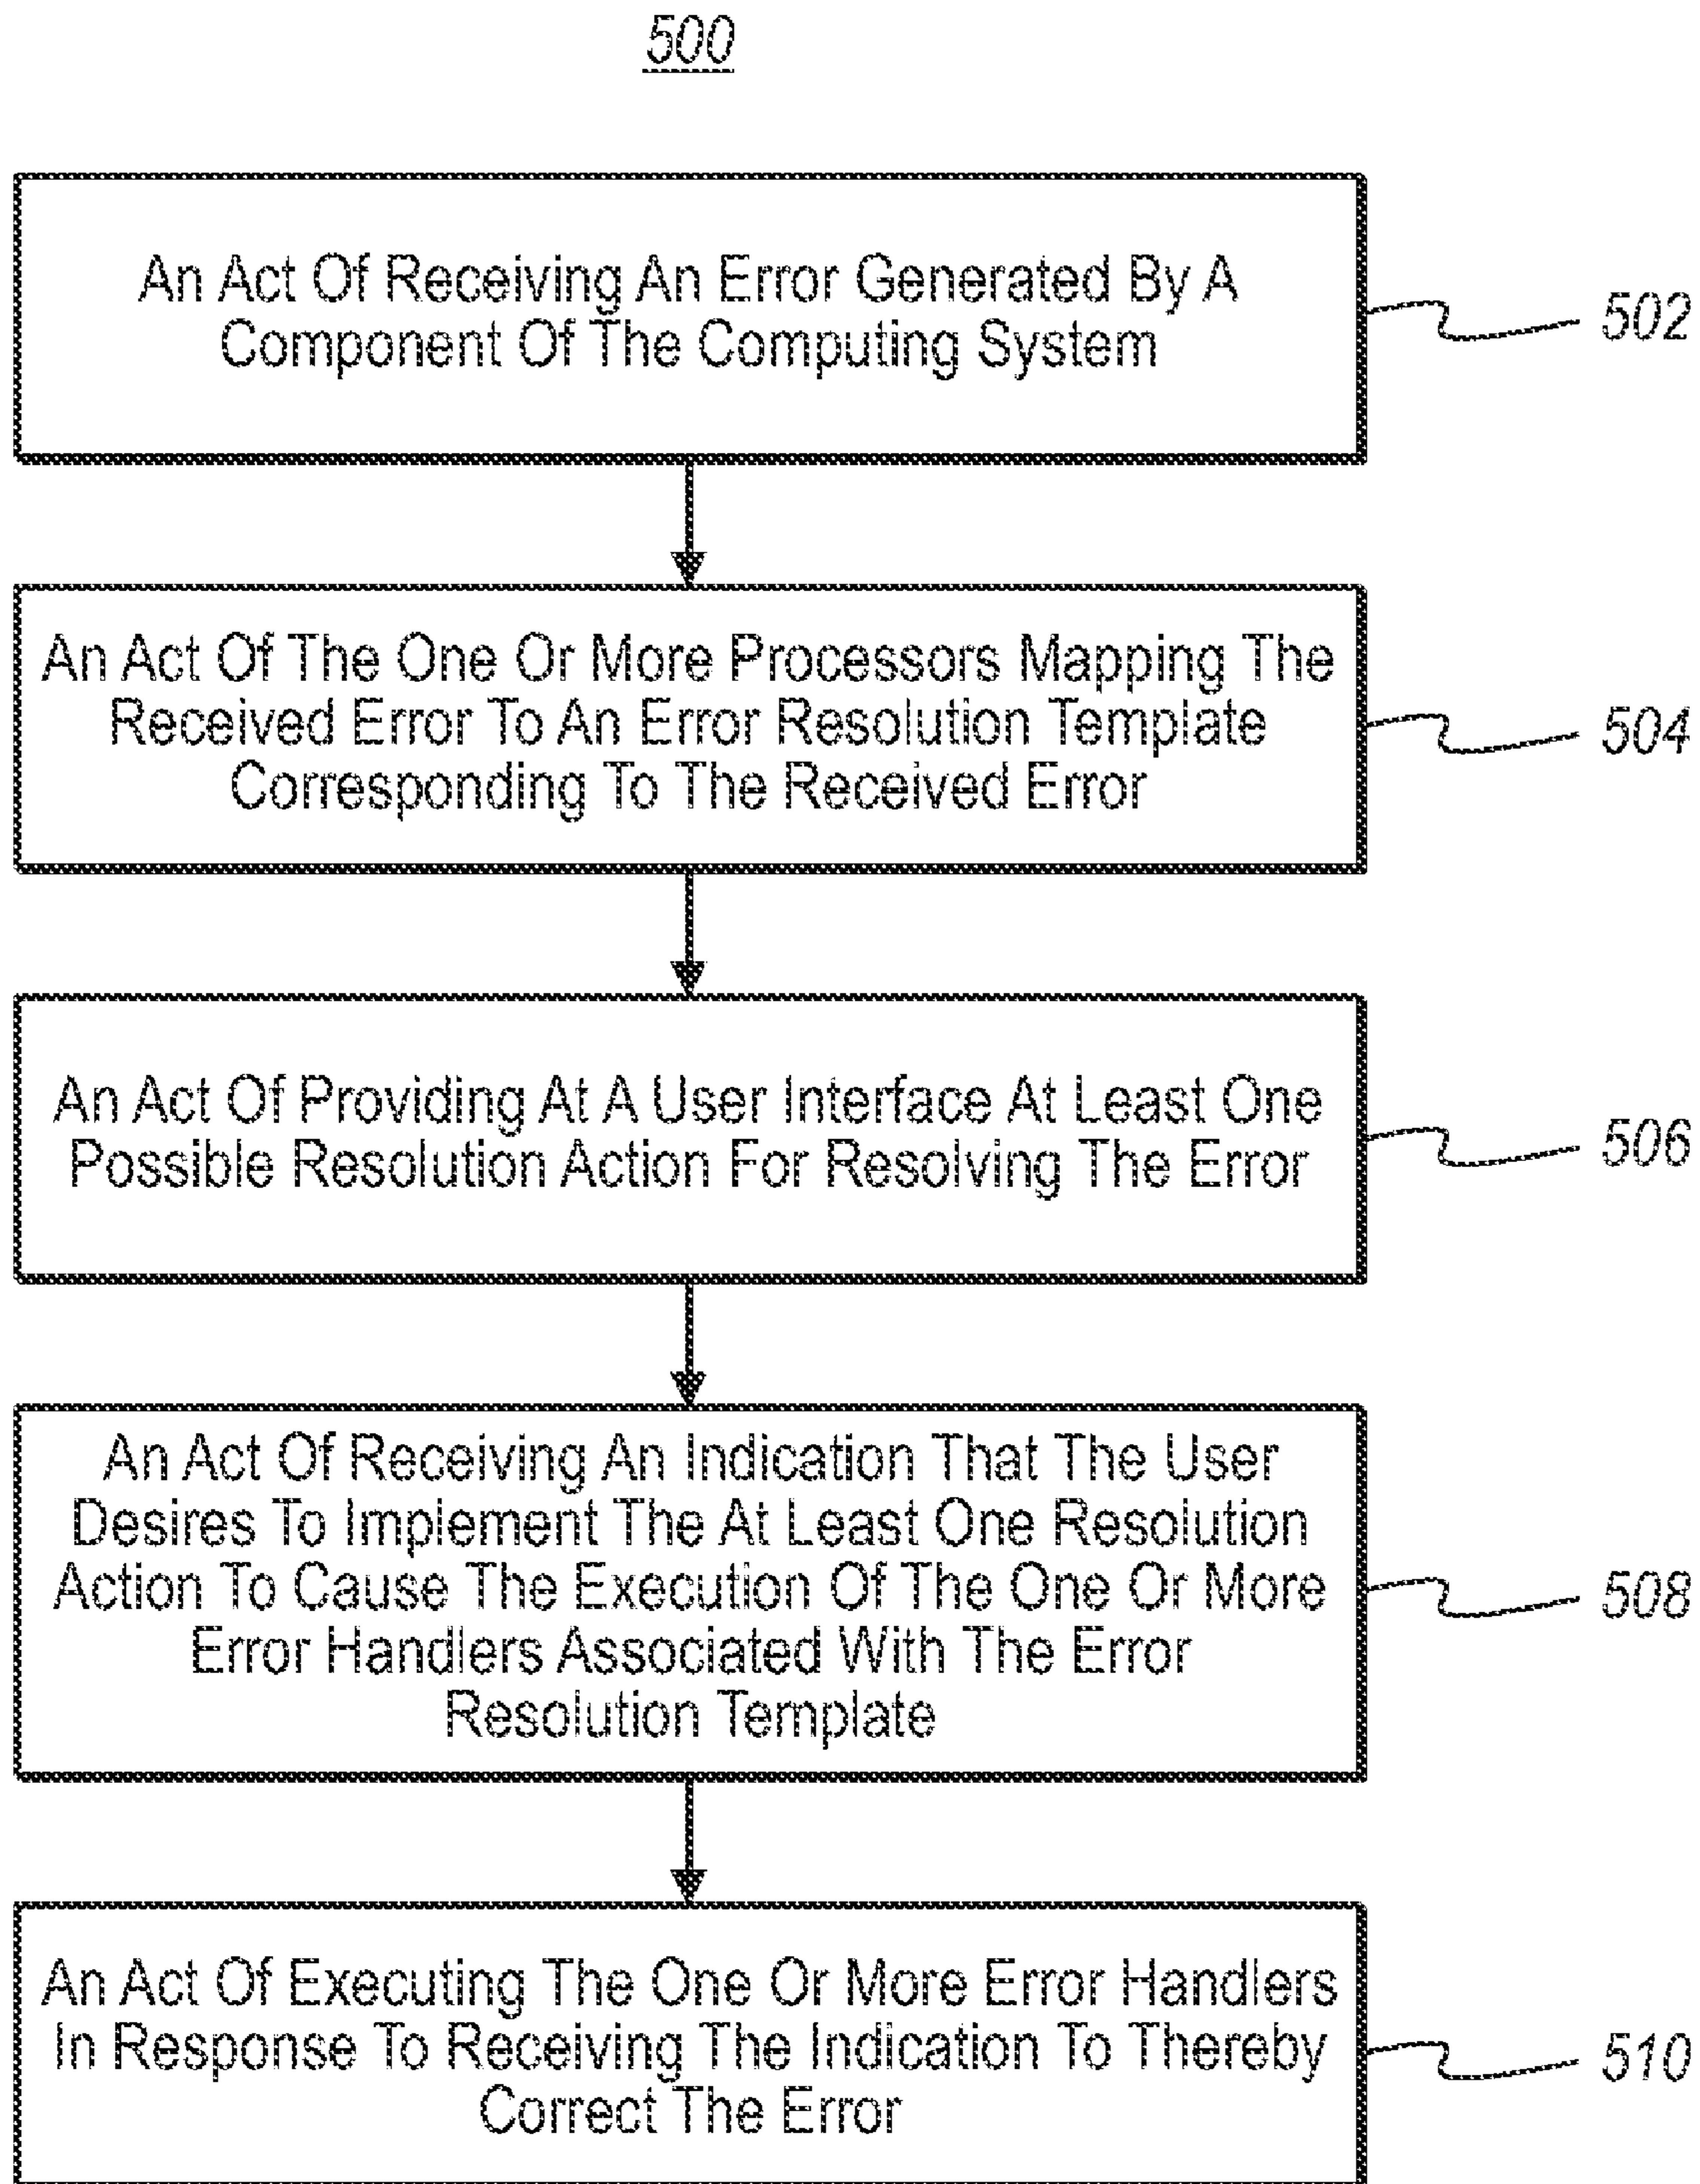 500
An Act Of Receiving An Error Generated By A
Component Of The Computing System
502
An Act Of The One Or More Processors Mapping The
Received Error To An Error Resolution Template
Corresponding To The Received Error
504
An Act Of Providing At A User Interface At Least One
Possible Resolution Action For Resolving The Error
506
An Act Of Receiving An Indication That The User
Desires To Implement The At Least One Resolution
Action To Cause The Execution Of The One Or More
Error Handlers Associated With The Error
Resolution Template
508
An Act Of Executing The One Or More Error Handlers
In Response To Receiving The Indication To Thereby
Correct The Error
510